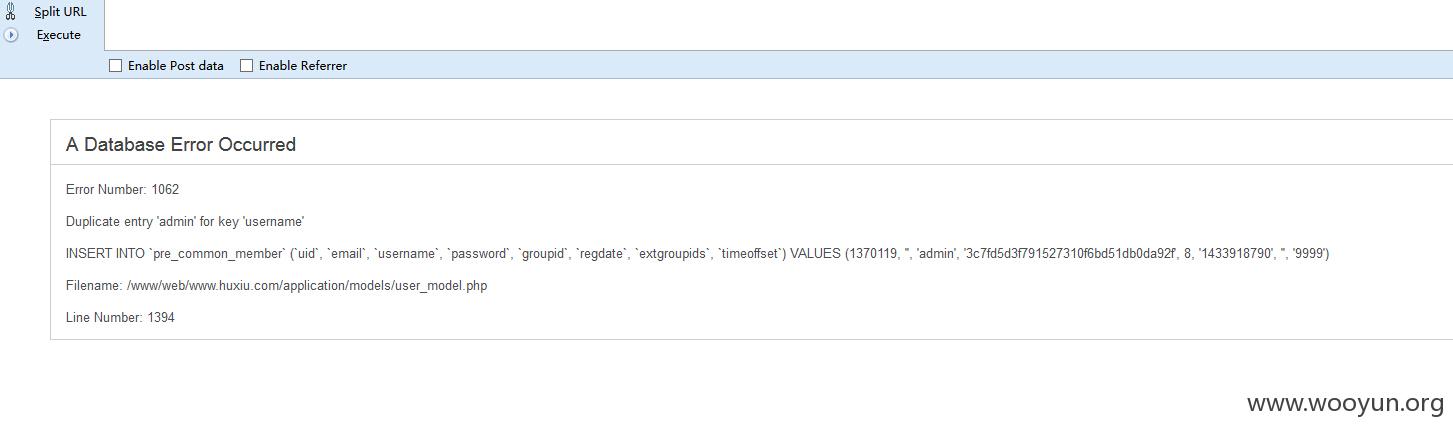 Split URL
Execute
Enable Post data Enable Referrer
A Database Error Occurred
Error Number: 1062
Duplicate entry 'admin' for key 'username'
INSERT INTO `pre_common_member` (`uid`, `email`, `username`, `password`, `groupid`, `regdate`, `extgroupids`, `timeoffset`) VALUES (1370119, '', 'admin', '3c7fd5d3f791527310f6bd51db0da92f', 8, '1433918790', '', '9999')
Filename: /www/web/www.huxiu.com/application/models/user_model.php
Line Number: 1394
www.wooyun.org